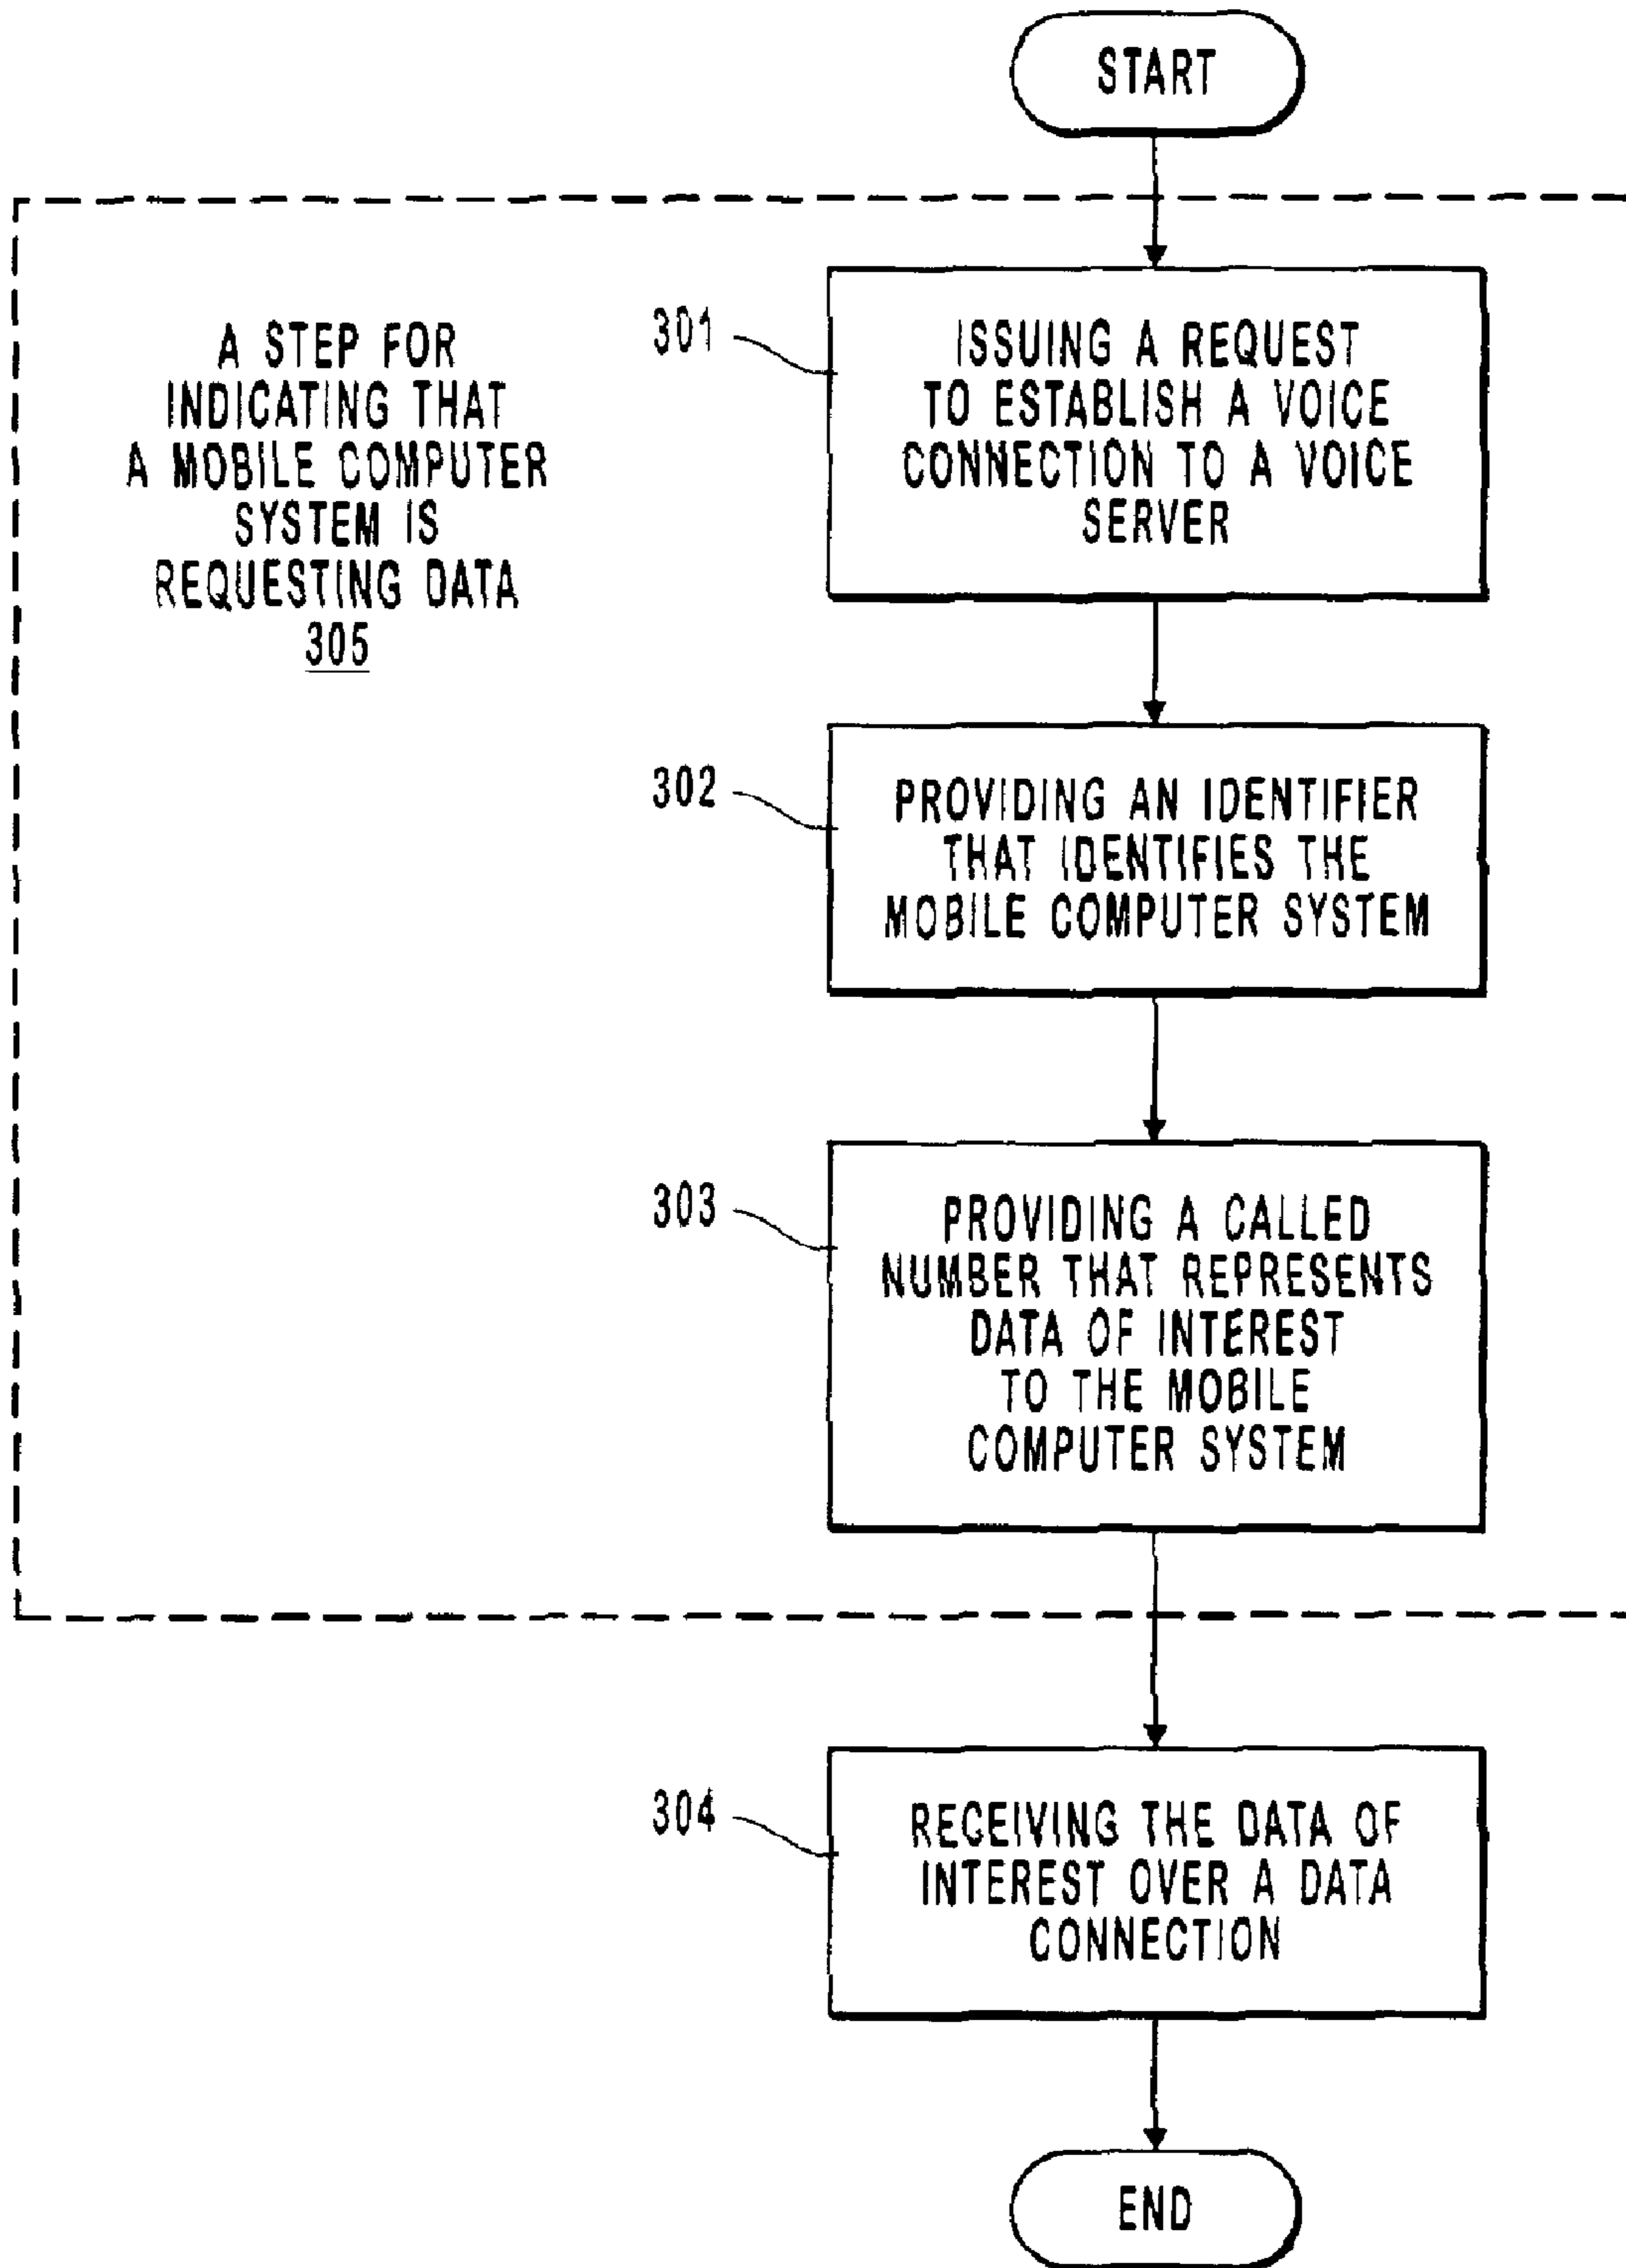 START
A STEP FOR
INDICATING THAT
A MOBILE COMPUTER
SYSTEM IS
REQUESTING DATA
305
301
ISSUING A REQUEST
TO ESTABLISH A VOICE
CONNECTION TO A VOICE
SERVER
302
PROVIDING AN IDENTIFIER
THAT IDENTIFIES THE
MOBILE COMPUTER SYSTEM
303
PROVIDING A CALLED
NUMBER THAT REPRESENTS
DATA OF INTEREST
TO THE MOBILE
COMPUTER SYSTEM
304
RECEIVING THE DATA OF
INTEREST OVER A DATA
CONNECTION
END